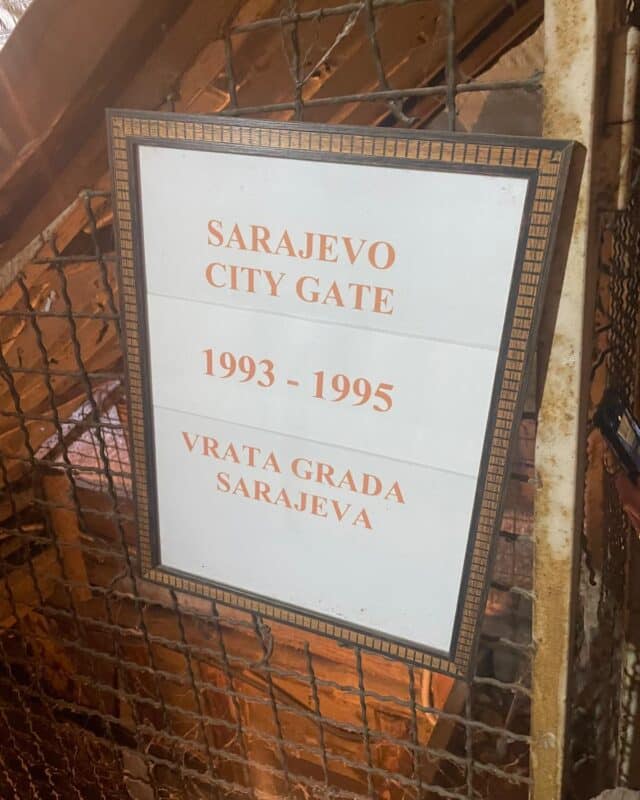 SARAJEVO
CITY GATE
1993 - 1995
VRATA GRADA
SARAJEVA